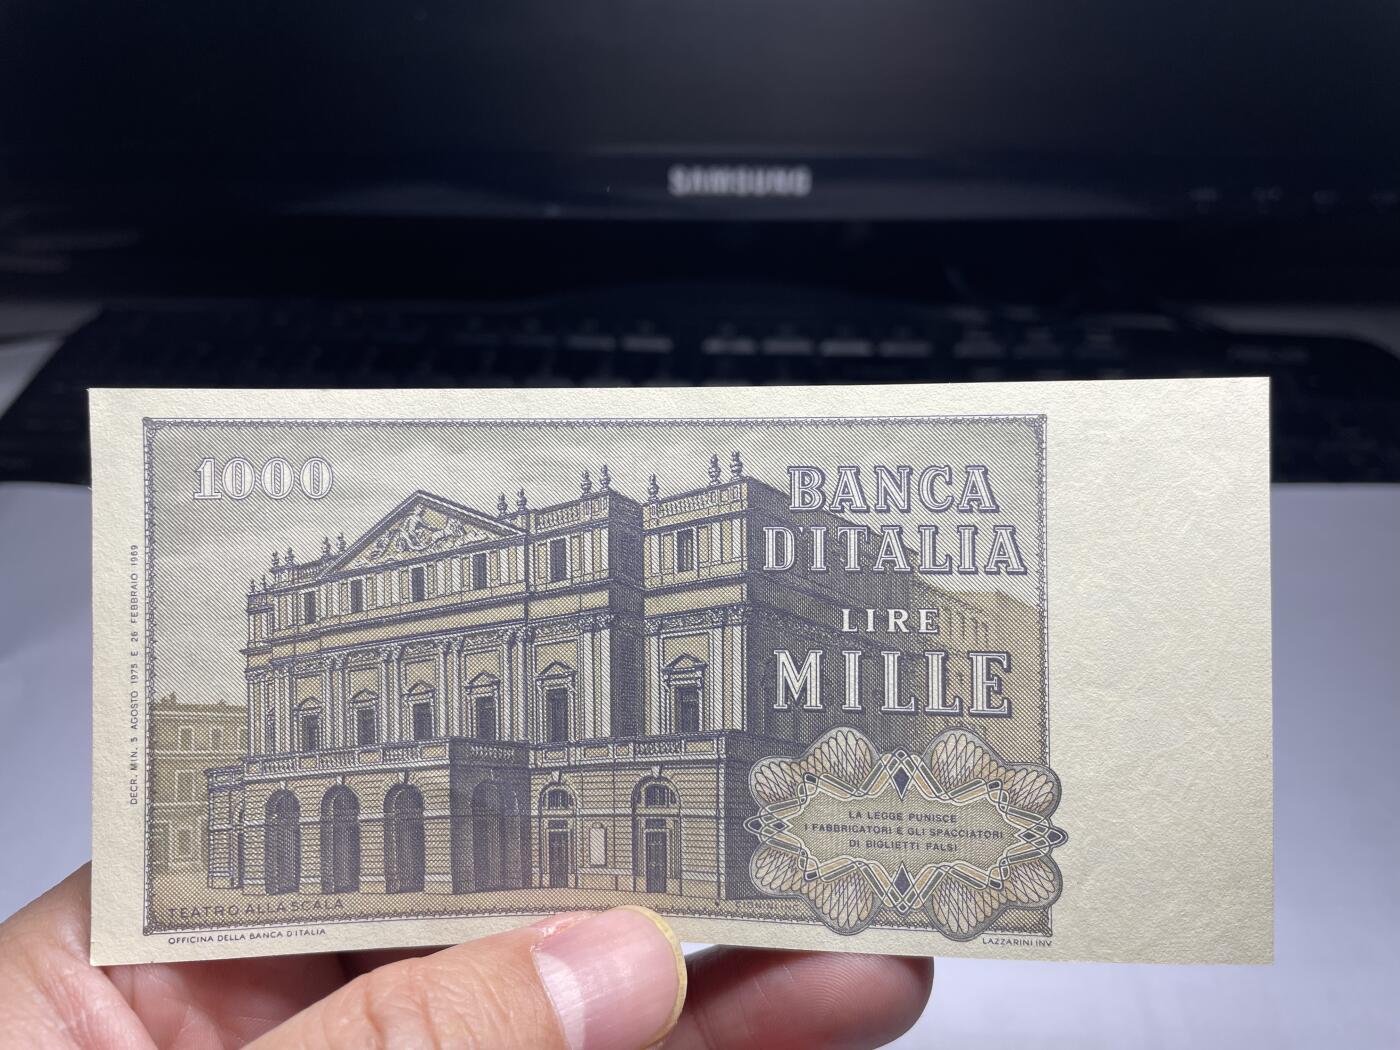 SAMSUNG
1000
BANCA
D'ITALIA
LIRE
MILLE
DECR. MIN. 5 AGOSTO 1975 E 26 FEBBRAIO 1969
LA LEGGE PUNISCE
I FABBRICATORI E GLI SPACCIATORI
DI BIGLIETTI FALSI
TEATRO ALLA SCALA
OFFICINA DELLA BANCA D'ITALIA
LAZZARINI INV.